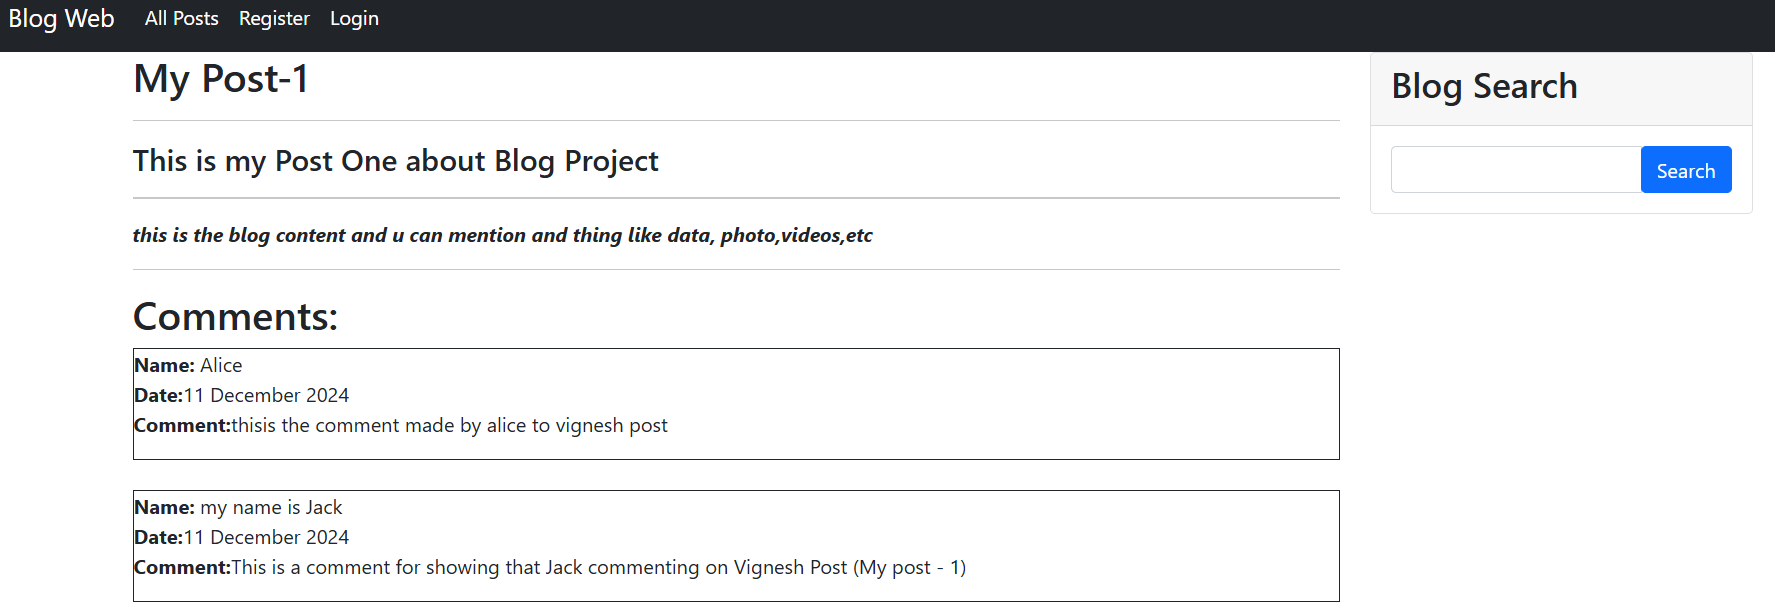 Blog Web All Posts Register Login
My Post-1
This is my Post One about Blog Project
this is the blog content and u can mention and thing like data, photo,videos,etc
Comments:
Name: Alice
Date:11 December 2024
Comment:thisis the comment made by alice to vignesh post
Name: my name is Jack
Date:11 December 2024
Comment:This is a comment for showing that Jack commenting on Vignesh Post (My post - 1)
Blog Search
Search